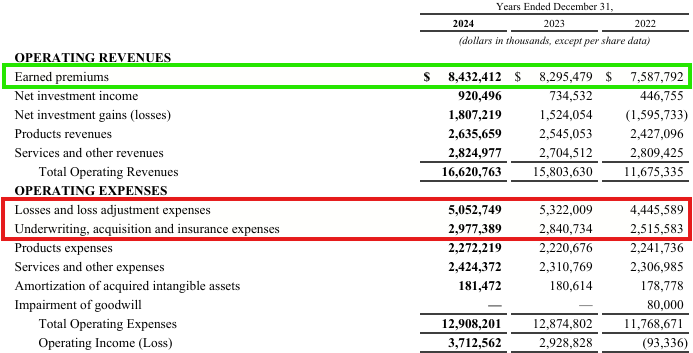 Years Ended December 31,
2024 2023 2022
(dollars in thousands, except per share data)
OPERATING REVENUES
Earned premiums $ 8,432,412 $ 8,295,479 $ 7,587,792
Net investment income 920,496 734,532 446,755
Net investment gains (losses) 1,807,219 1,524,054 (1,595,733)
Products revenues 2,635,659 2,545,053 2,427,096
Services and other revenues 2,824,977 2,704,512 2,809,425
Total Operating Revenues 16,620,763 15,803,630 11,675,335
OPERATING EXPENSES
Losses and loss adjustment expenses 5,052,749 5,322,009 4,445,589
Underwriting, acquisition and insurance expenses 2,977,389 2,840,734 2,515,583
Products expenses 2,272,219 2,220,676 2,241,736
Services and other expenses 2,424,372 2,310,769 2,306,985
Amortization of acquired intangible assets 181,472 180,614 178,778
Impairment of goodwill — — 80,000
Total Operating Expenses 12,908,201 12,874,802 11,768,671
Operating Income (Loss) 3,712,562 2,928,828 (93,336)